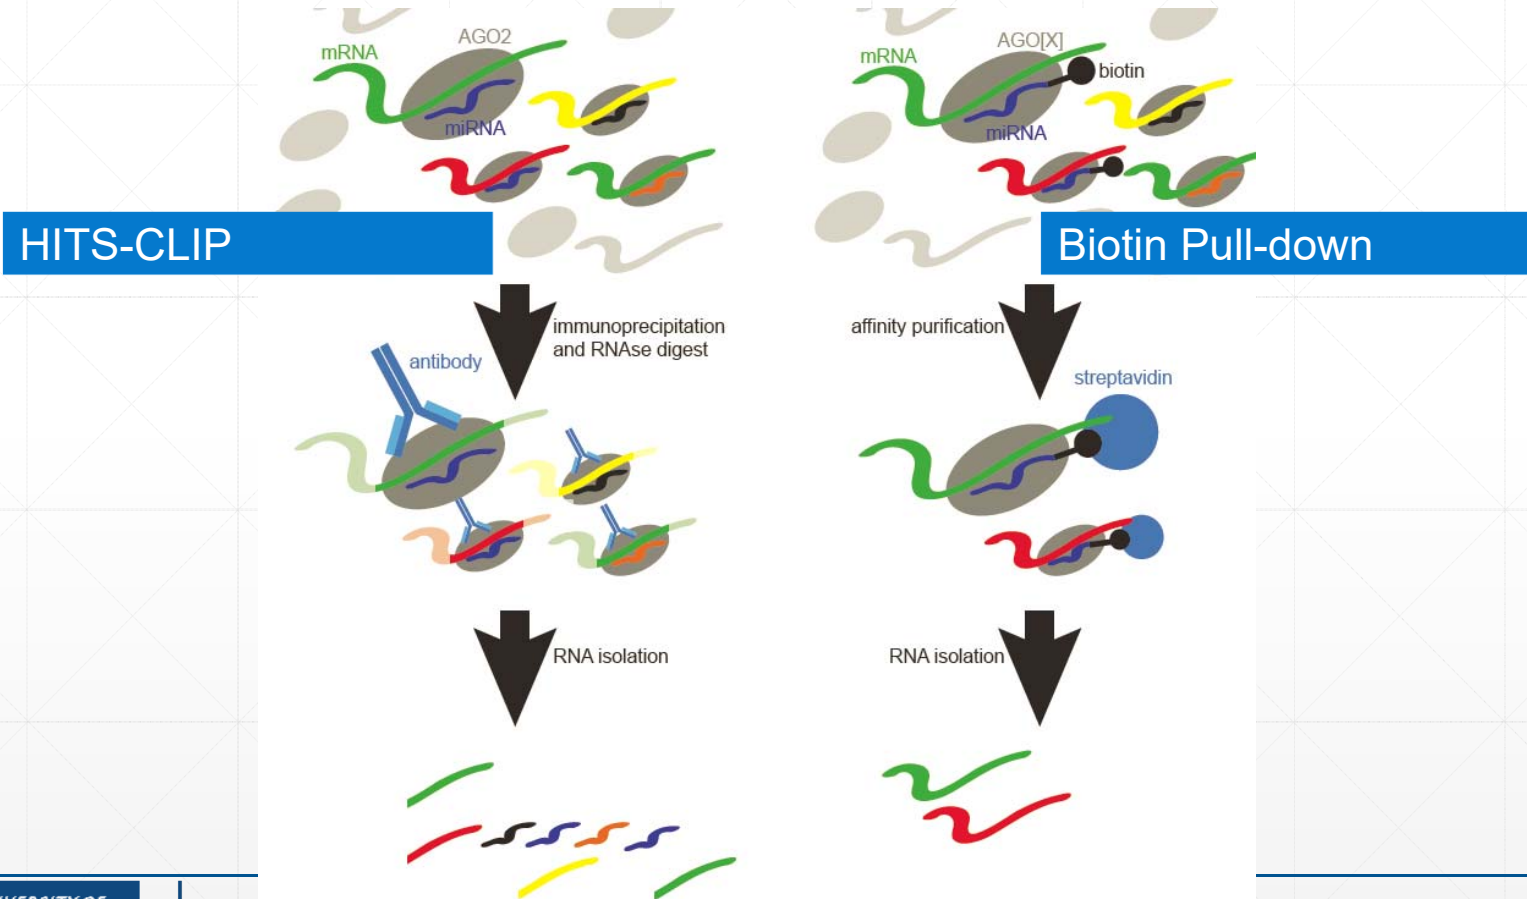 AGO2
mRNA
miRNA
AGO[X]
mRNA
biotin
miRNA
HITS-CLIP
Biotin Pull-down
immunoprecipitation
and RNAse digest
antibody
affinity purification
streptavidin
RNA isolation
RNA isolation